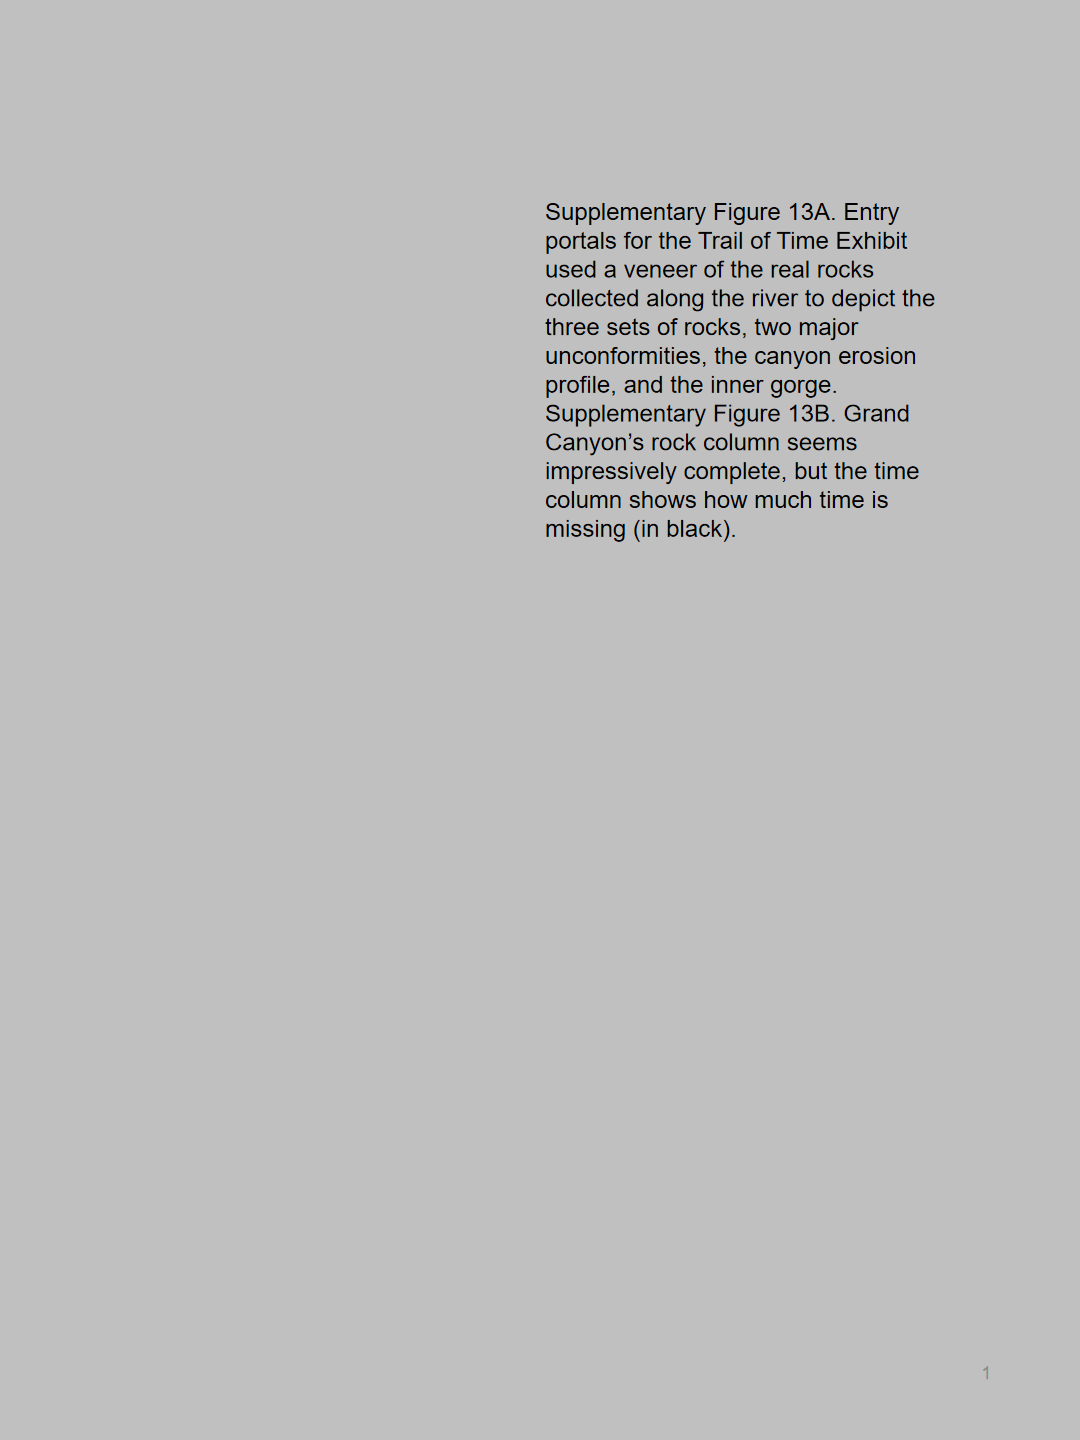 Supplementary Figure 13A. Entry
portals for the Trail of Time Exhibit
used a veneer of the real rocks
collected along the river to depict the
three sets of rocks, two major
unconformities, the canyon erosion
profile, and the inner gorge.
Supplementary Figure 13B. Grand
Canyon’s rock column seems
impressively complete, but the time
column shows how much time is
missing (in black).
1